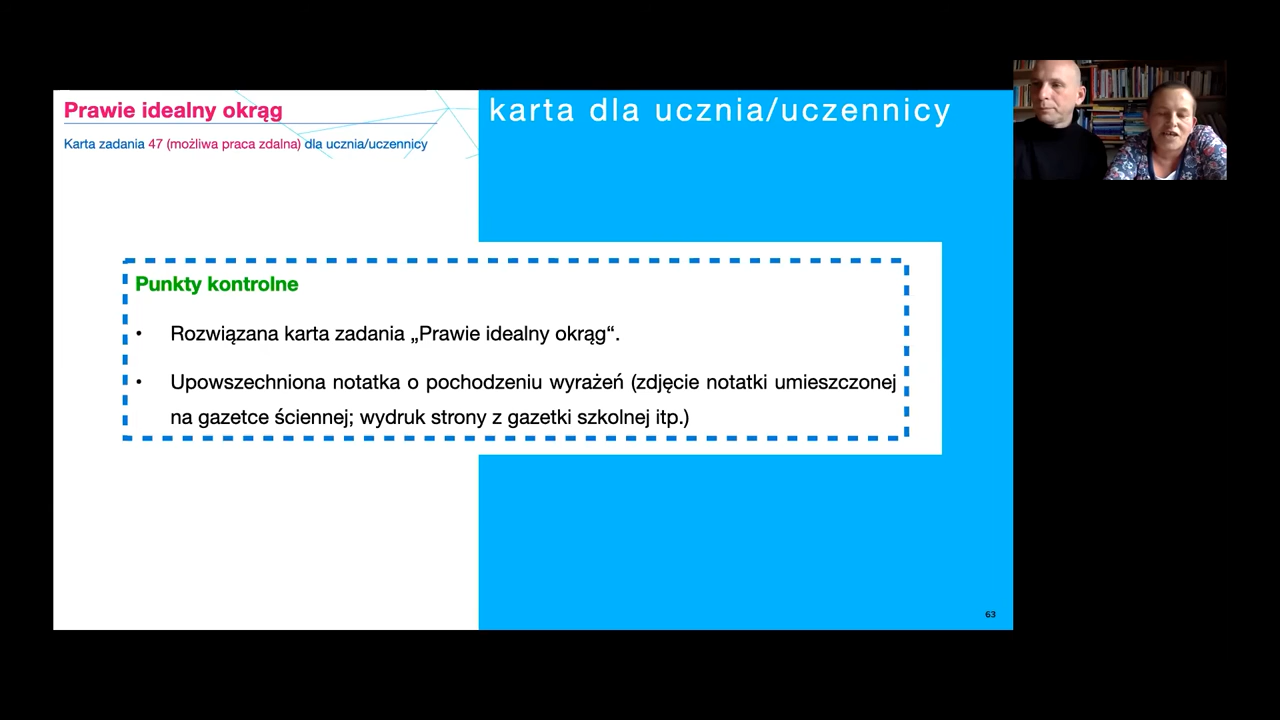 Prawie idealny okrąg
karta dla ucznia/uczennicy
Karta zadania 47 (możliwa praca zdalna) dla ucznia/uczennicy
Punkty kontrolne
• Rozwiązana karta zadania „Prawie idealny okrąg“.
• Upowszechniona notatka o pochodzeniu wyrażeń (zdjęcie notatki umieszczonej
na gazetce ściennej; wydruk strony z gazetki szkolnej itp.)
63